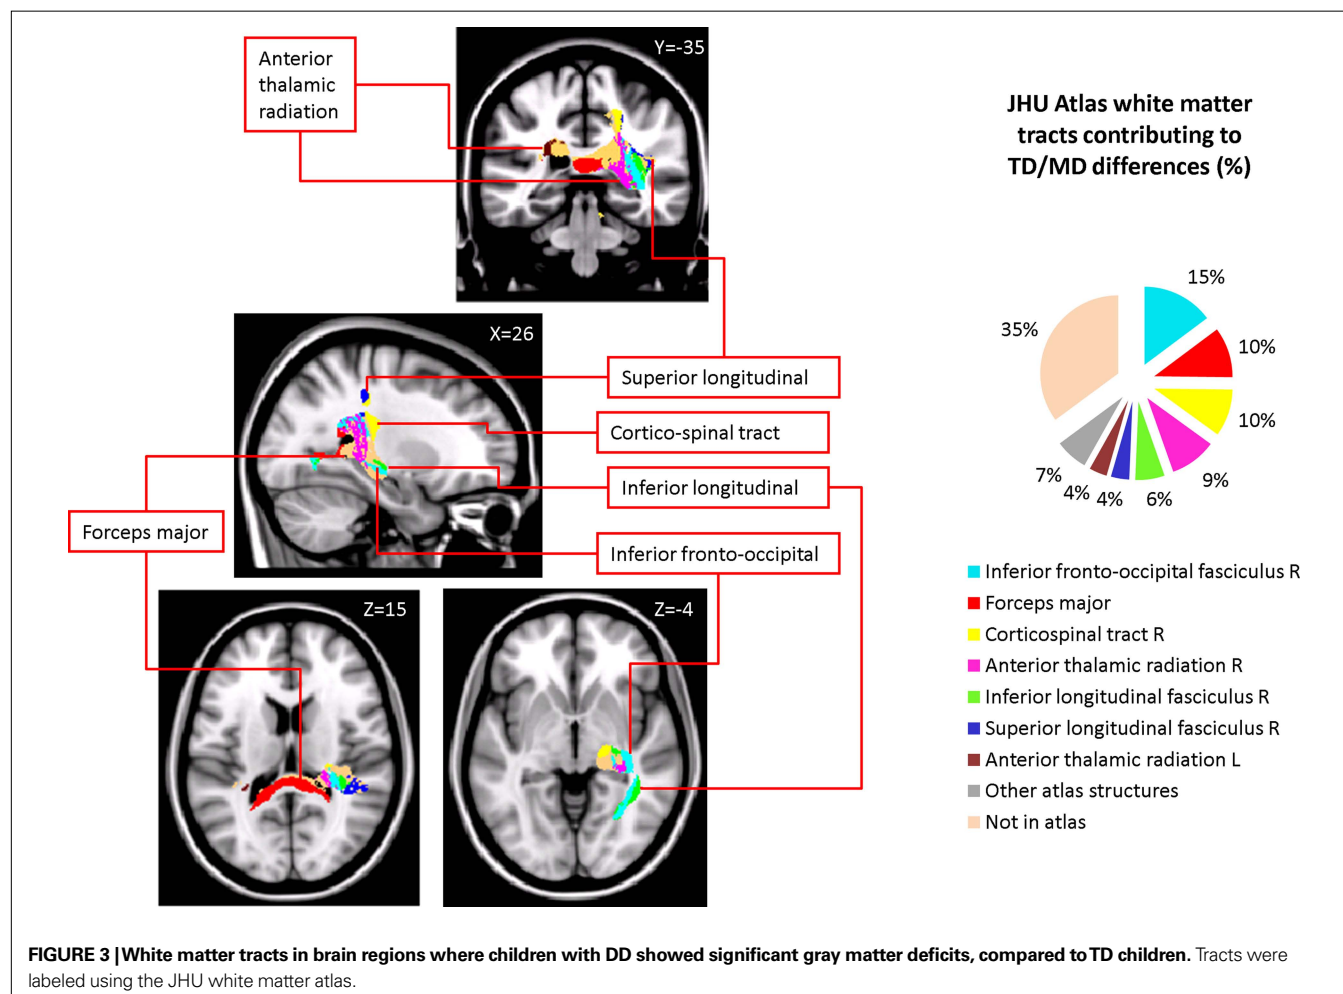 Anterior
thalamic
radiation
Y=-35
X=26
Superior longitudinal
Cortico-spinal tract
Inferior longitudinal
Forceps major
Inferior fronto-occipital
Z=15
Z=-4
JHU Atlas white matter
tracts contributing to
TD/MD differences (%)
15%
35%
10%
10%
9%
6%
4%
4%
7%
Inferior fronto-occipital fasciculus R
Forceps major
Corticospinal tract R
Anterior thalamic radiation R
Inferior longitudinal fasciculus R
Superior longitudinal fasciculus R
Anterior thalamic radiation L
Other atlas structures
Not in atlas
FIGURE 3 | White matter tracts in brain regions where children with DD showed significant gray matter deficits, compared to TD children. Tracts were
labeled using the JHU white matter atlas.